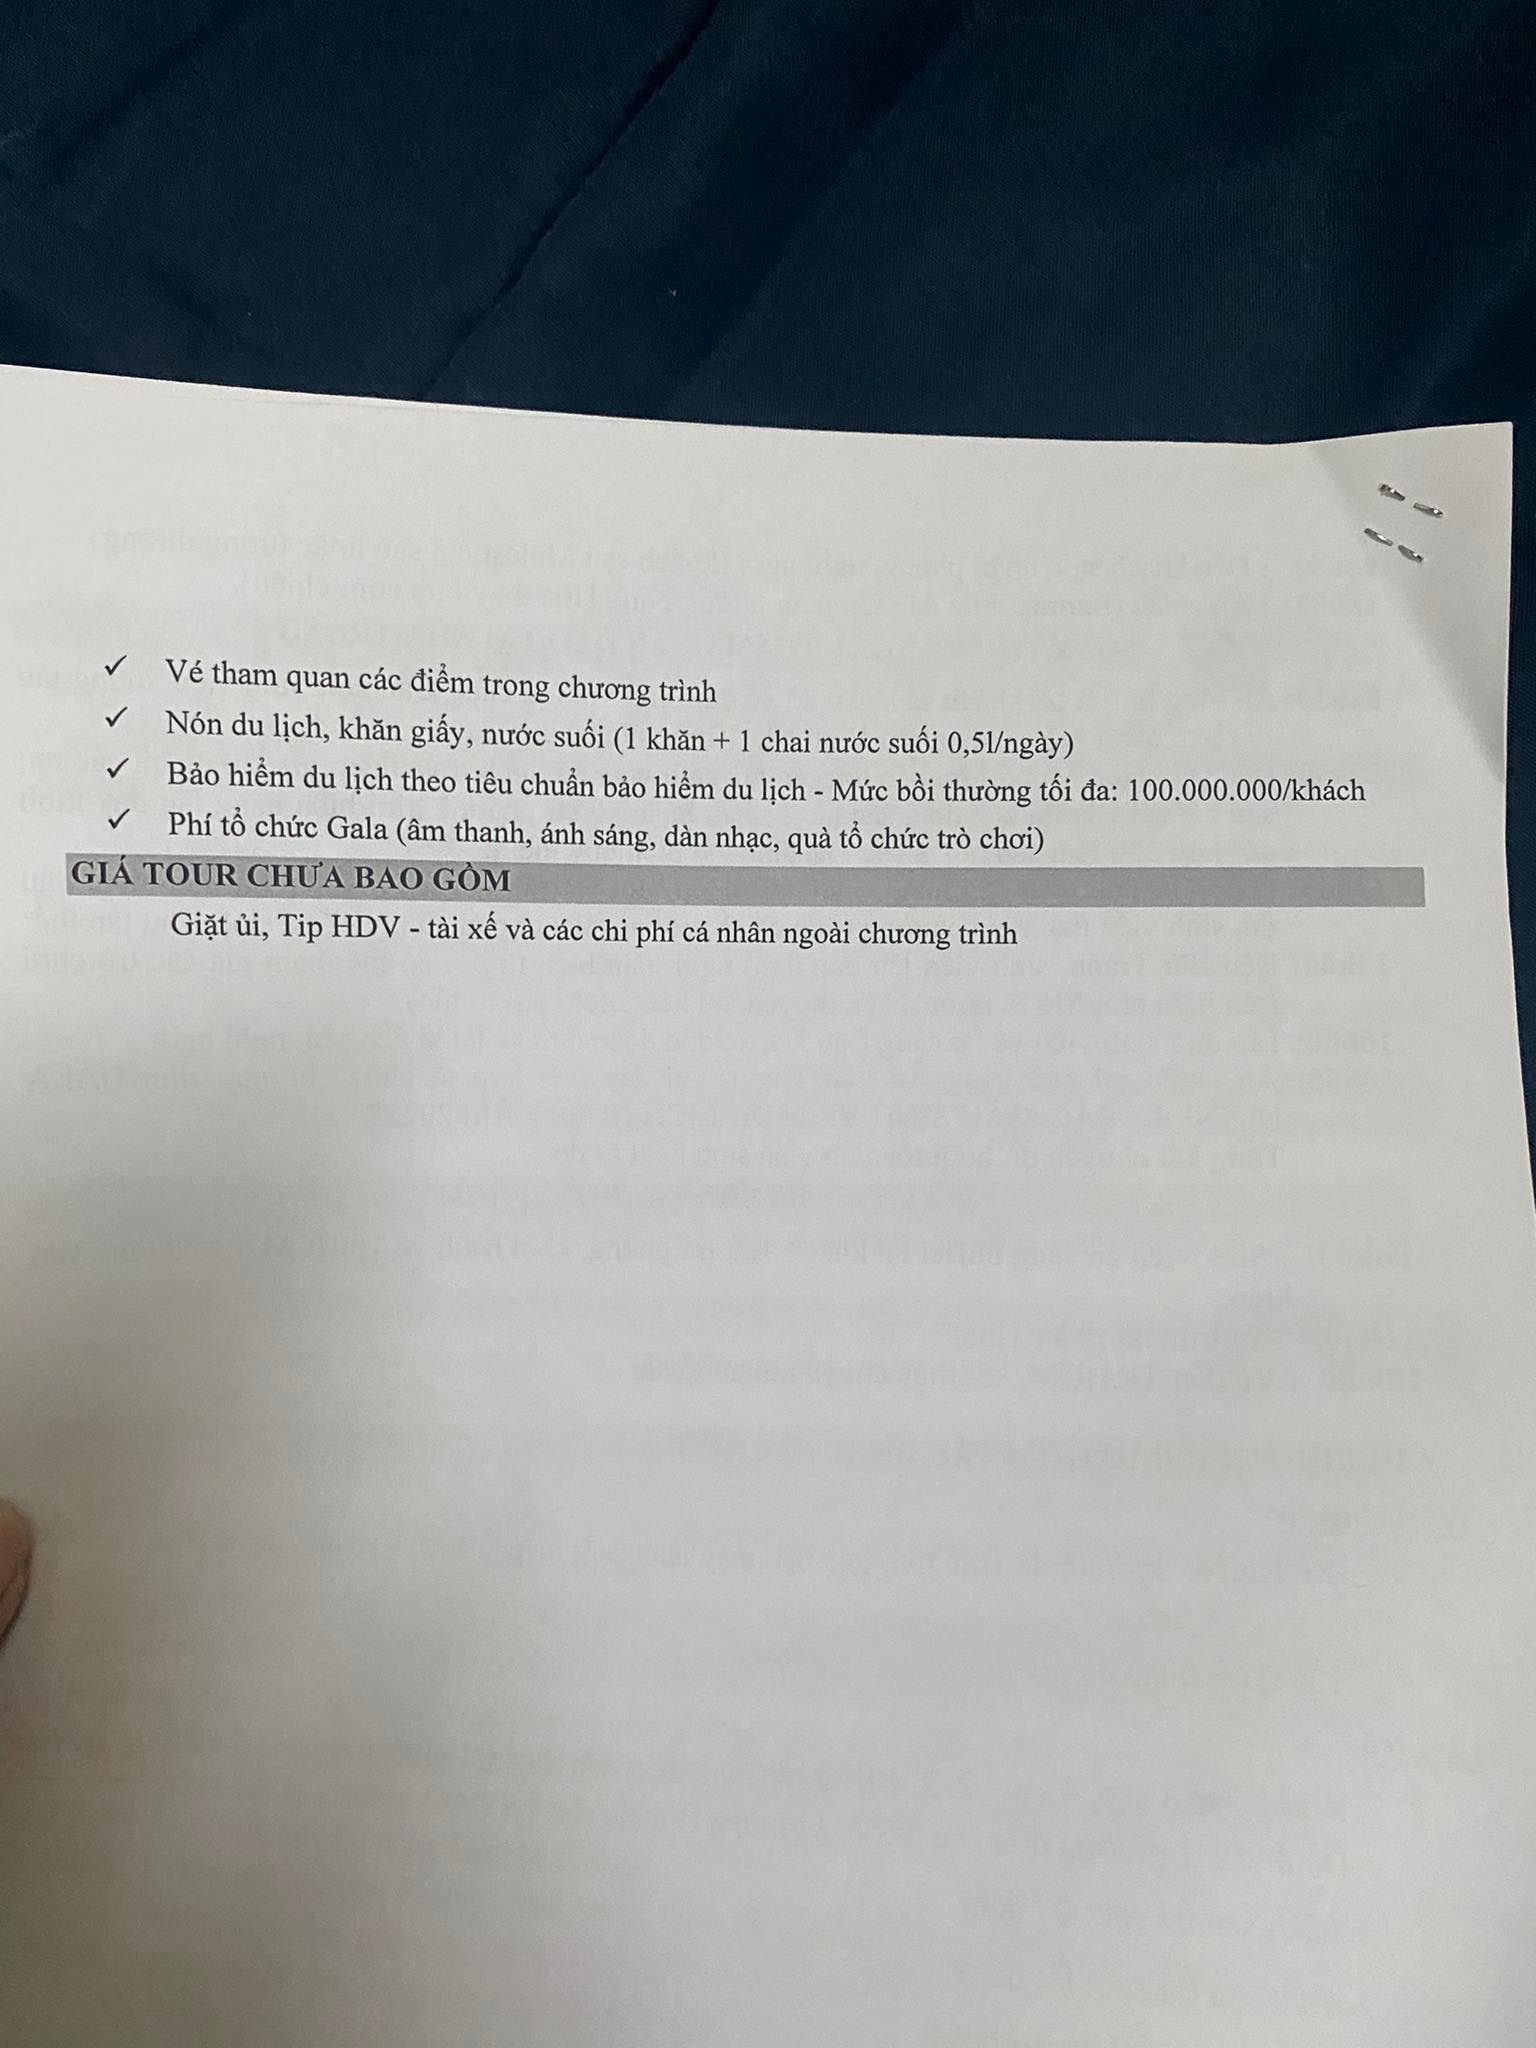 ✓ Vé tham quan các điểm trong chương trình
✓ Nón du lịch, khăn giấy, nước suối (1 khăn + 1 chai nước suối 0,5l/ngày)
✓ Bảo hiểm du lịch theo tiêu chuẩn bảo hiểm du lịch - Mức bồi thường tối đa: 100.000.000/khách
✓ Phí tổ chức Gala (âm thanh, ánh sáng, dàn nhạc, quà tổ chức trò chơi)
GIÁ TOUR CHƯA BAO GỒM
Giặt ủi, Tip HDV - tài xế và các chi phí cá nhân ngoài chương trình